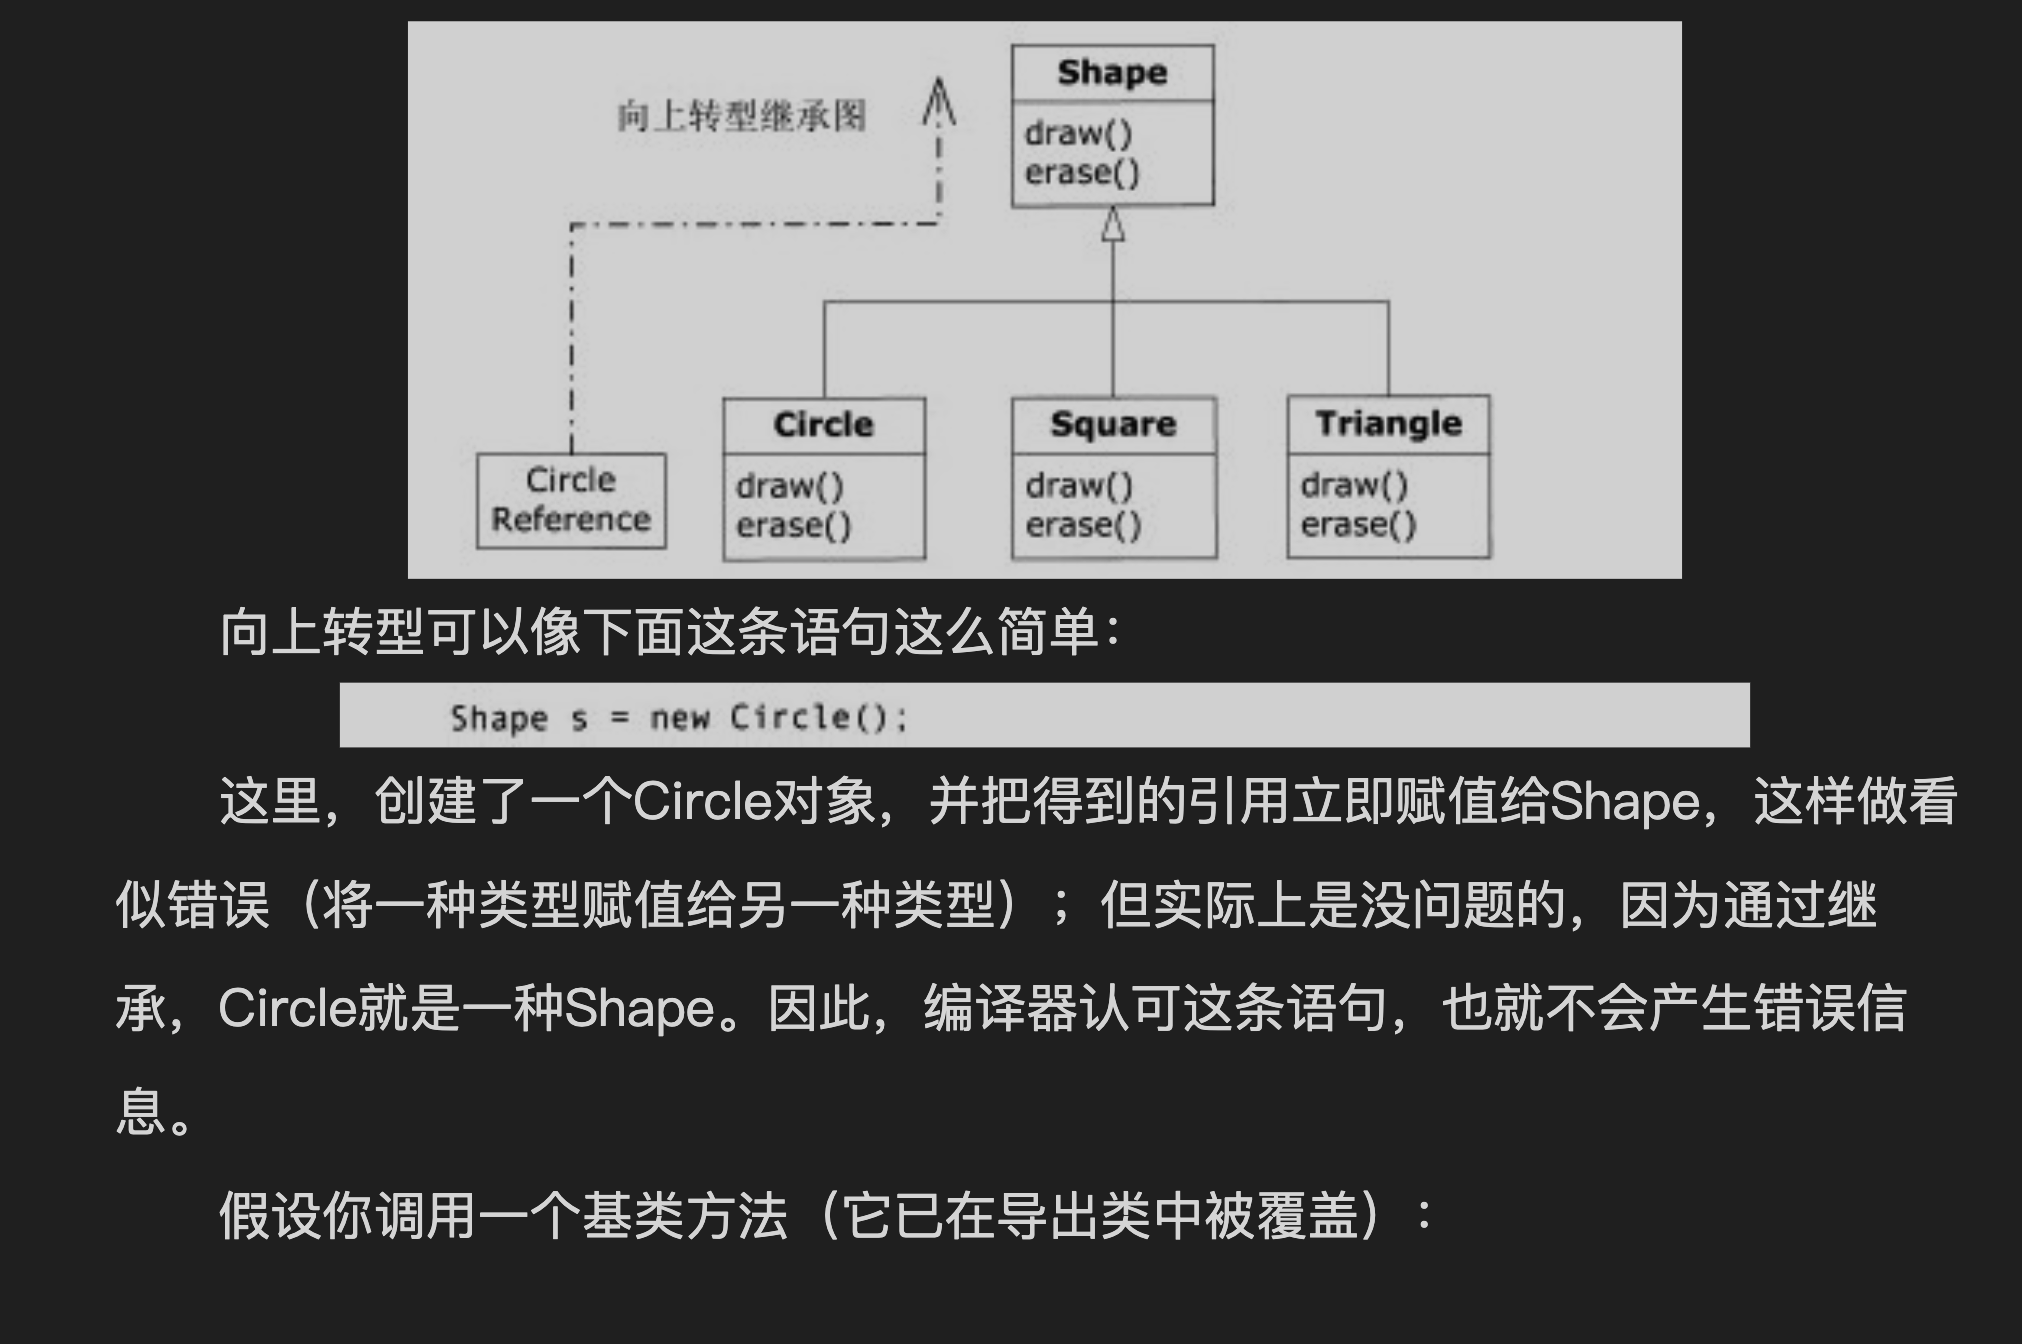 向上转型继承图
Shape
draw()
erase()
Circle
Reference
Circle
draw()
erase()
Square
draw()
erase()
Triangle
draw()
erase()
向上转型可以像下面这条语句这么简单：
Shape s = new Circle();
这里，创建了一个Circle对象，并把得到的引用立即赋值给Shape，这样做看
似错误（将一种类型赋值给另一种类型）；但实际上是没问题的，因为通过继
承，Circle就是一种Shape。因此，编译器认可这条语句，也就不会产生错误信
息。
假设你调用一个基类方法（它已在导出类中被覆盖）：